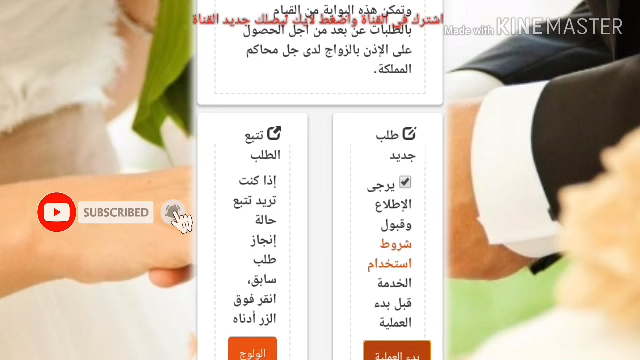 وتمكن هذه البوابة من القيام
اشترك في القناة واضغط لايك ليصلك جديد القناة
بالطلبات عن بعد من أجل الحصول
على الإذن بالزواج لدى جل محاكم
المملكة.
Made with KINEMASTER
طلب
جديد
يرجى
الإطلاع
وقبول
شروط
استخدام
الخدمة
قبل بدء
العملية
بدء العملية
تتبع
الطلب
إذا كنت
تريد تتبع
حالة
إنجاز
طلب
سابق،
انقر فوق
الزر أدناه
الولوج
SUBSCRIBED